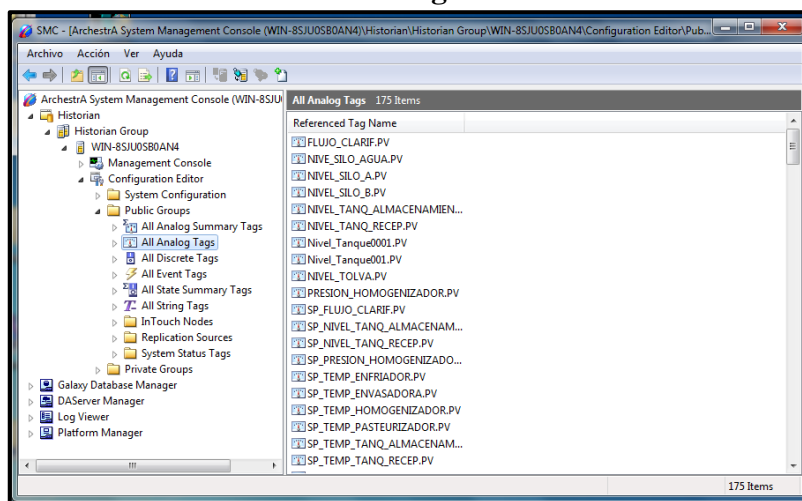 SMC - [ArchestrA System Management Console (WIN-8SJU0SB0AN4)\Historian\Historian Group\WIN-8SJU0SB0AN4\Configuration Editor\Pub...
Archivo Acción Ver Ayuda
ArchestrA System Management Console (WIN-8SJU
Historian
Historian Group
WIN-8SJU0SB0AN4
Management Console
Configuration Editor
System Configuration
Public Groups
All Analog Summary Tags
All Analog Tags
All Discrete Tags
All Event Tags
All State Summary Tags
All String Tags
InTouch Nodes
Replication Sources
System Status Tags
Private Groups
Galaxy Database Manager
DAServer Manager
Log Viewer
Platform Manager
All Analog Tags 175 Items
Referenced Tag Name
FLUJO_CLARIF.PV
NIVE_SILO_AGUA.PV
NIVEL_SILO_A.PV
NIVEL_SILO_B.PV
NIVEL_TANQ_ALMACENAMIEN...
NIVEL_TANQ_RECEP.PV
Nivel_Tanque0001.PV
Nivel_Tanque001.PV
NIVEL_TOLVA.PV
PRESION_HOMOGENIZADOR.PV
SP_FLUJO_CLARIF.PV
SP_NIVEL_TANQ_ALMACENAM...
SP_NIVEL_TANQ_RECEP.PV
SP_PRESION_HOMOGENIZADO...
SP_TEMP_ENFRIADOR.PV
SP_TEMP_ENVASADORA.PV
SP_TEMP_HOMOGENIZADOR.PV
SP_TEMP_PASTEURIZADOR.PV
SP_TEMP_TANQ_ALMACENAM...
SP_TEMP_TANQ_RECEP.PV
175 Items